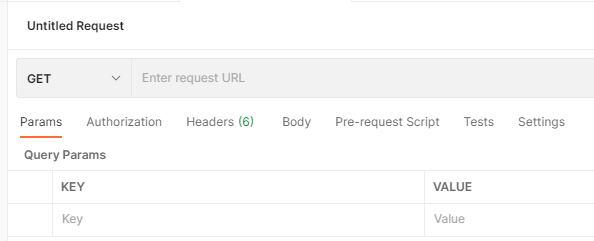 Untitled Request
GET Enter request URL
Params Authorization Headers (6) Body Pre-request Script Tests Settings
Query Params
KEY VALUE
Key Value